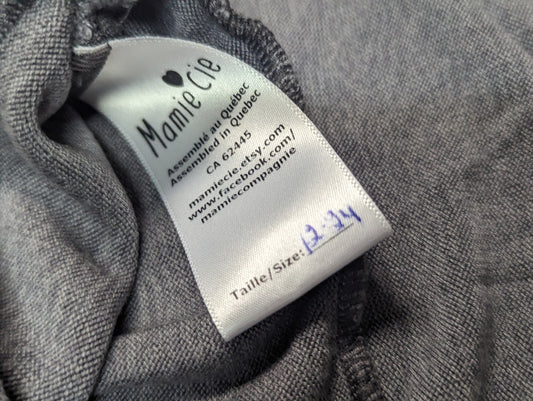 Mamie Cie
Assemblé au Québec
Assembled in Quebec
CA 62445
mamiecie.etsy.com
www.facebook.com/
mamiecompagnie
Taille/Size: 12-24